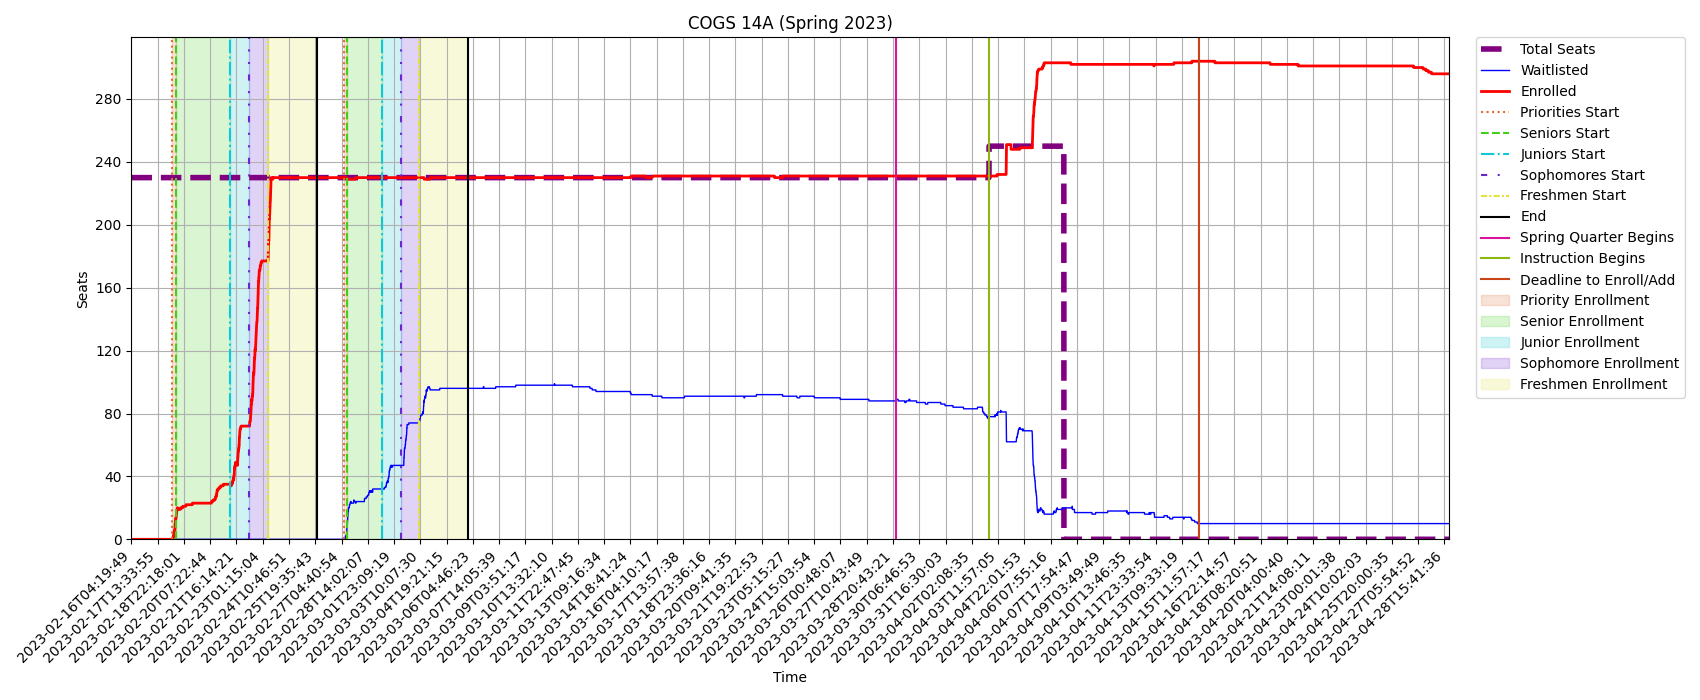 COGS 14A (Spring 2023)
Seats
280
240
200
160
120
80
40
0
2023-02-16T04:19:49
2023-02-17T13:33:55
2023-02-18T22:18:01
2023-02-20T07:22:44
2023-02-21T16:14:21
2023-02-23T01:15:04
2023-02-24T10:46:51
2023-02-25T19:35:43
2023-02-27T04:40:54
2023-02-28T14:02:07
2023-03-01T23:09:19
2023-03-03T10:07:30
2023-03-04T19:21:15
2023-03-06T04:46:23
2023-03-07T14:05:39
2023-03-09T03:51:17
2023-03-10T13:32:10
2023-03-11T22:47:45
2023-03-13T09:16:34
2023-03-14T18:41:24
2023-03-16T04:10:17
2023-03-17T13:57:38
2023-03-18T23:36:16
2023-03-20T09:41:35
2023-03-21T19:22:53
2023-03-23T05:15:27
2023-03-24T15:03:54
2023-03-26T00:48:07
2023-03-27T10:43:49
2023-03-28T20:43:21
2023-03-30T06:46:53
2023-03-31T16:30:03
2023-04-02T02:08:35
2023-04-03T11:57:05
2023-04-04T22:01:53
2023-04-06T07:55:16
2023-04-07T17:54:47
2023-04-09T03:49:49
2023-04-10T13:46:35
2023-04-11T23:33:54
2023-04-13T09:33:19
2023-04-15T11:57:17
2023-04-16T22:14:57
2023-04-18T08:20:51
2023-04-20T04:00:40
2023-04-21T14:08:11
2023-04-23T00:01:38
2023-04-24T10:02:03
2023-04-25T20:00:35
2023-04-27T05:54:52
2023-04-28T15:41:36
Time
Total Seats
Waitlisted
Enrolled
Priorities Start
Seniors Start
Juniors Start
Sophomores Start
Freshmen Start
End
Spring Quarter Begins
Instruction Begins
Deadline to Enroll/Add
Priority Enrollment
Senior Enrollment
Junior Enrollment
Sophomore Enrollment
Freshmen Enrollment